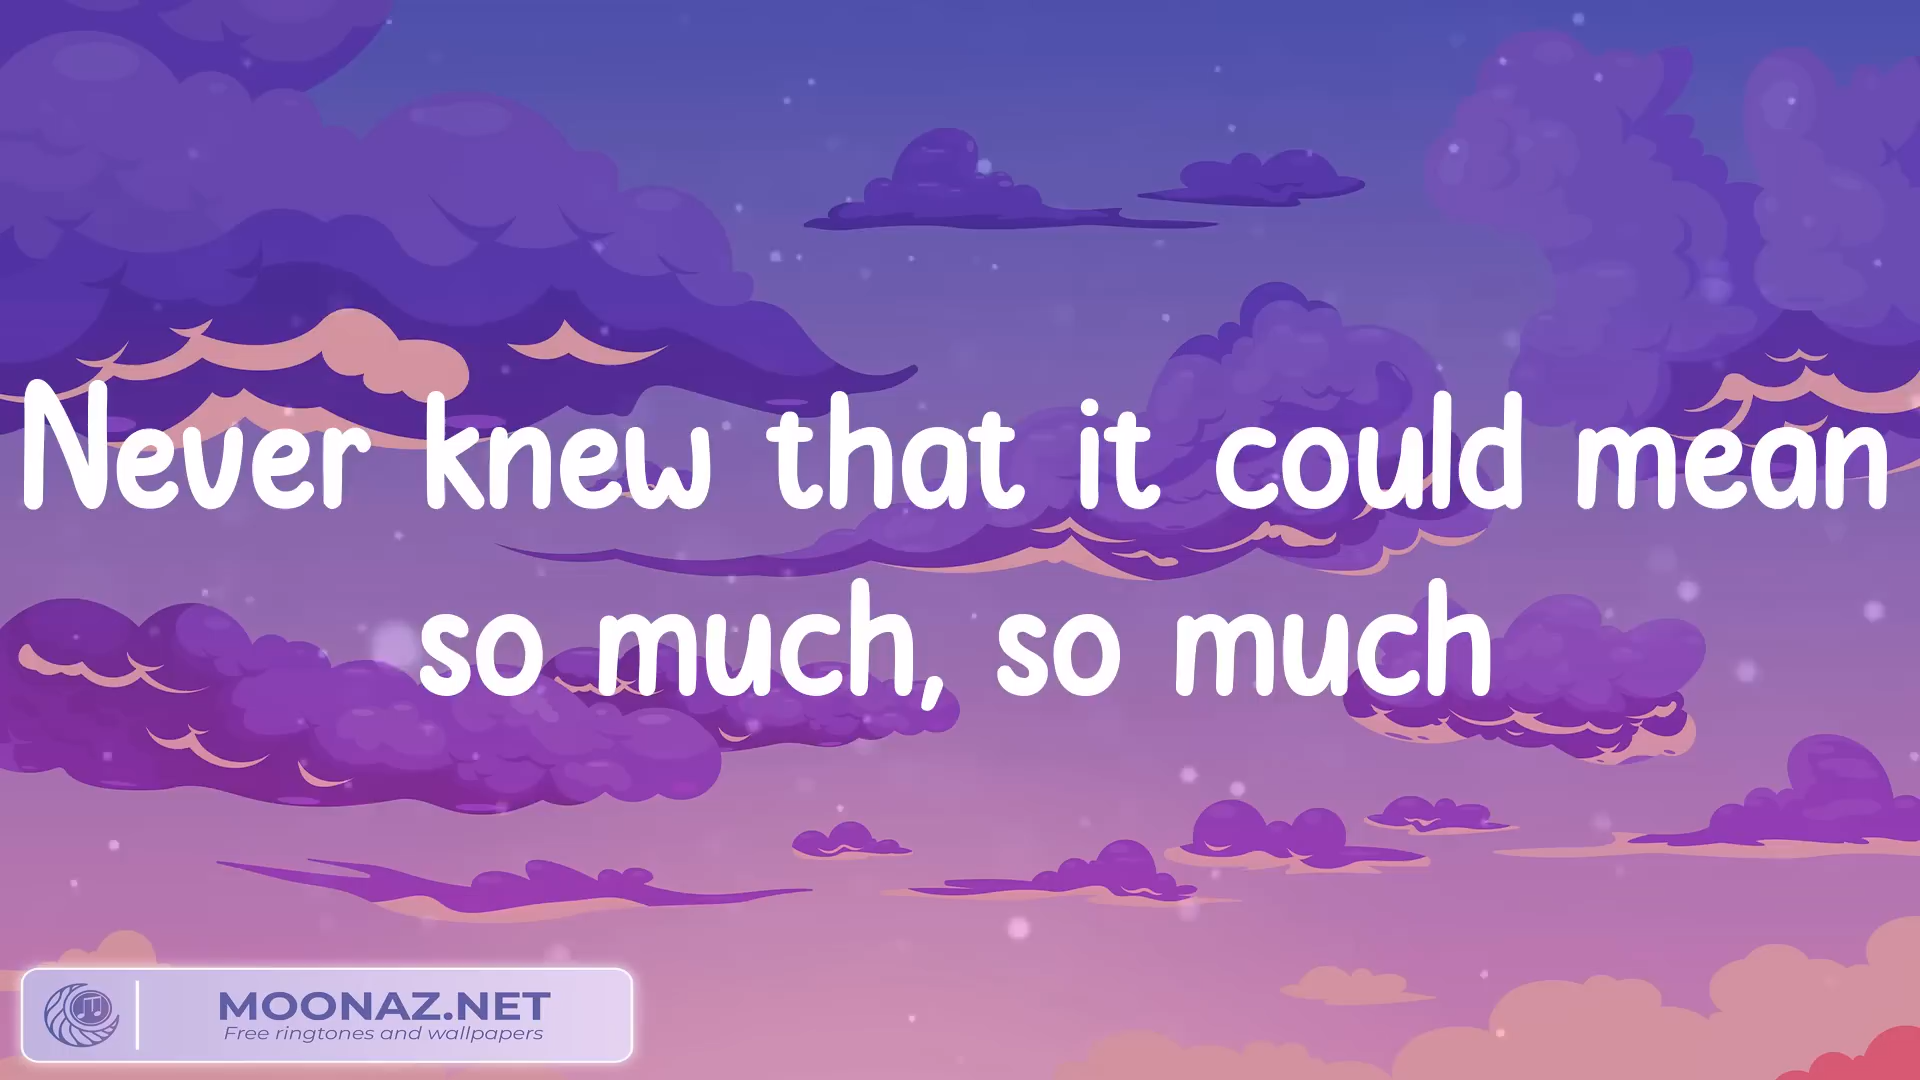 Never knew that it could mean
so much, so much
MOONAZ.NET
Free ringtones and wallpapers